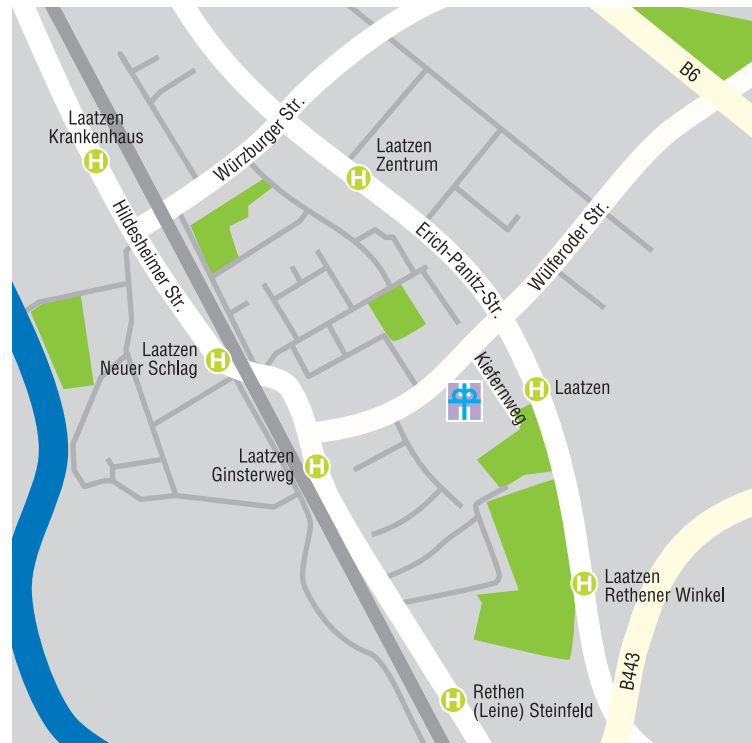 B6
Laatzen
Krankenhaus
H
Würzburger Str.
Laatzen
Zentrum
H
Hildesheimer Str.
Erich-Panitz-Str.
Wülferoder Str.
Laatzen
Neuer Schlag
H
Kiefernweg
H
Laatzen
Laatzen
Ginsterweg
H
H
Laatzen
Rethener Winkel
B443
H
Rethen
(Leine) Steinfeld